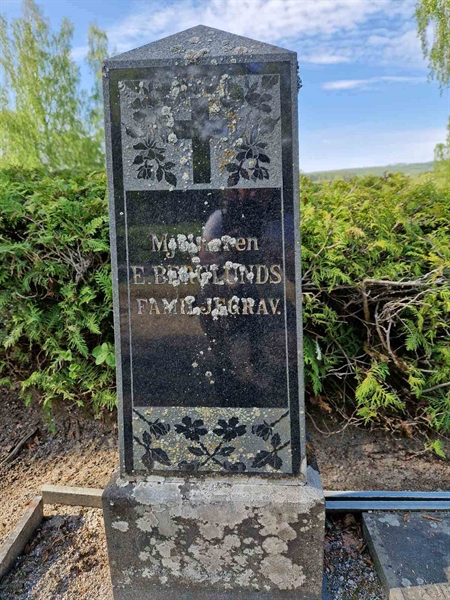 Mjölnaren
E. BERGLUNDS
FAMILJEGRAV.